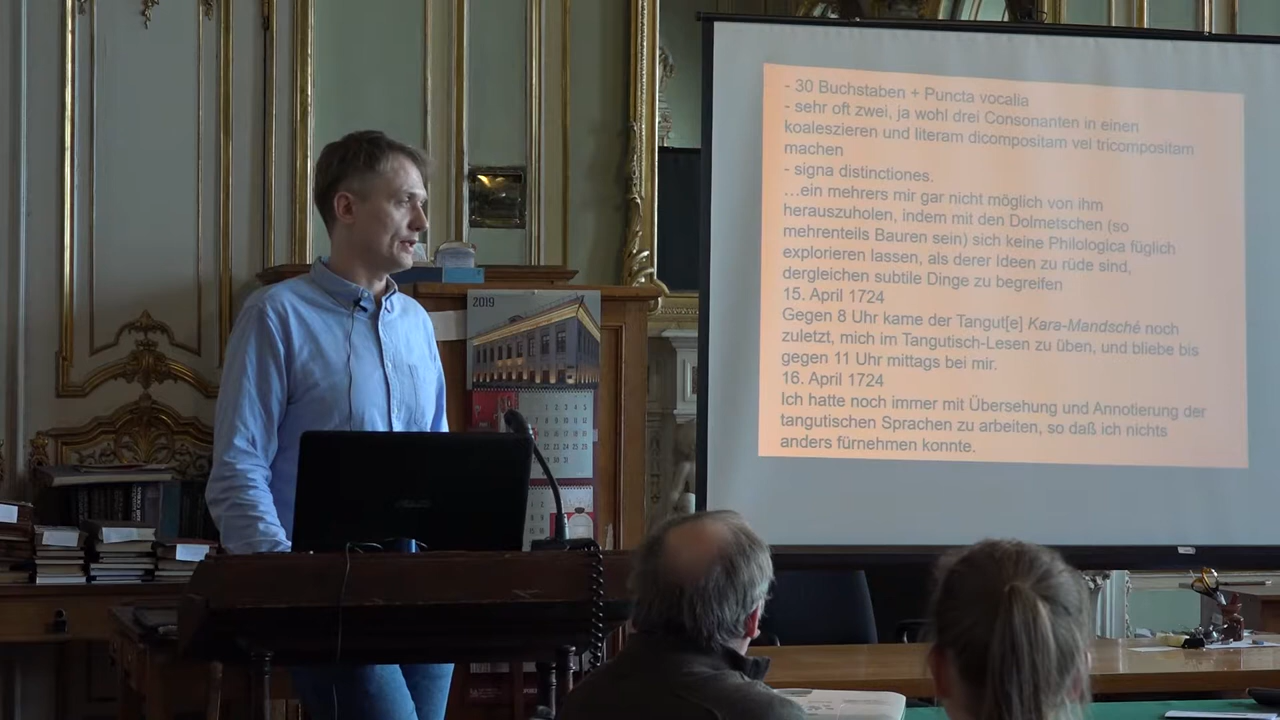 - 30 Buchstaben + Puncta vocalia
- sehr oft zwei, ja wohl drei Consonanten in einen
koaleszieren und literam dicompositam vel tricompositam
machen
- signa distinctiones.
…ein mehrers mir gar nicht möglich von ihm
herauszuholen, indem mit den Dolmetschen (so
mehrenteils Bauren sein) sich keine Philologica füglich
explorieren lassen, als derer Ideen zu rüde sind,
dergleichen subtile Dinge zu begreifen
15. April 1724
Gegen 8 Uhr kame der Tangut[e] Kara-Mandsché noch
zuletzt, mich im Tangutisch-Lesen zu üben, und bliebe bis
gegen 11 Uhr mittags bei mir.
16. April 1724
Ich hatte noch immer mit Übersehung und Annotierung der
tangutischen Sprachen zu arbeiten, so daß ich nichts
anders fürnehmen konnte.
2019